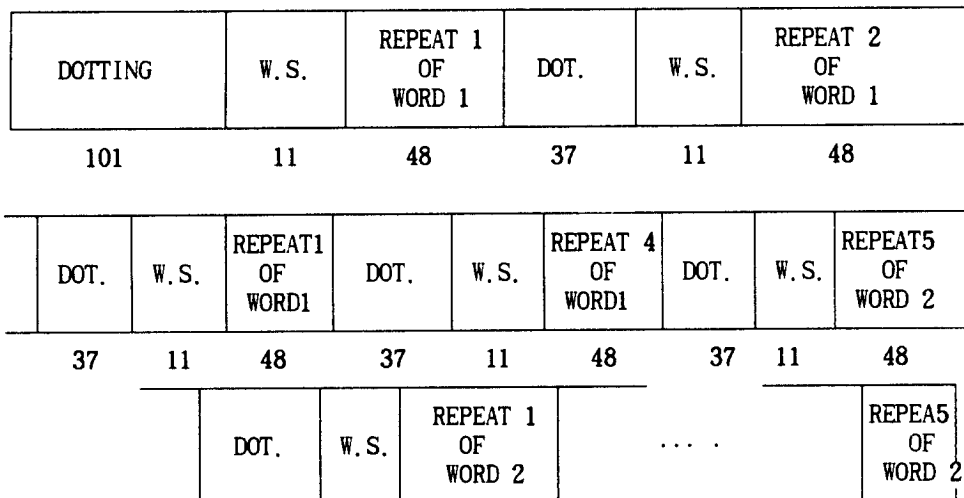 DOTTING W.S. REPEAT 1 OF WORD 1 DOT. W.S. REPEAT 2 OF WORD 1
101 11 48 37 11 48
DOT. W.S. REPEAT1 OF WORD1 DOT. W.S. REPEAT 4 OF WORD1 DOT. W.S. REPEAT5 OF WORD 2
37 11 48 37 11 48 37 11 48
DOT. W.S. REPEAT 1 OF WORD 2 .... . REPEA5 OF WORD 2